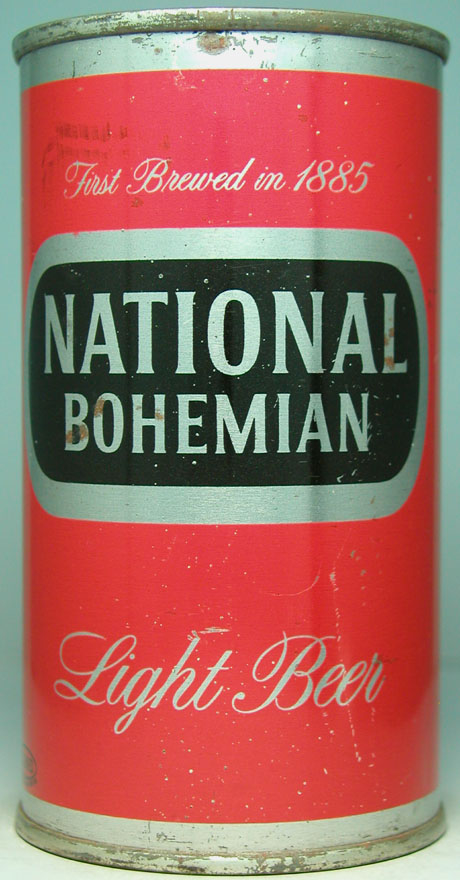 First Brewed in 1885
NATIONAL
BOHEMIAN
Light Beer